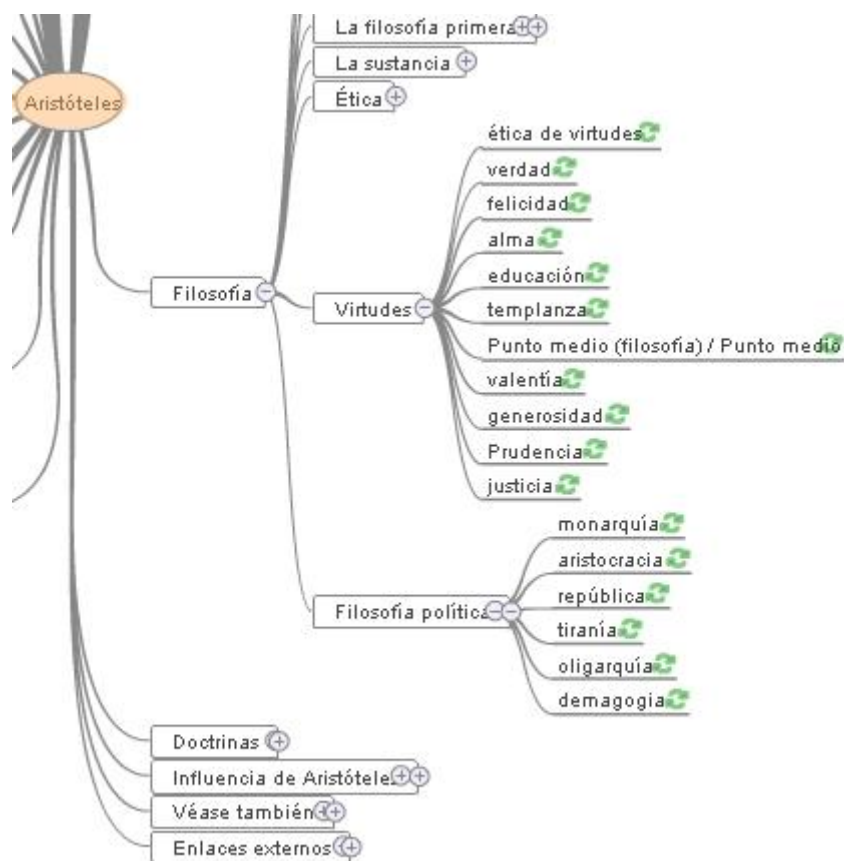 La filosofía primera
La sustancia
Ética
Aristóteles
ética de virtudes
verdad
felicidad
alma
educación
templanza
Punto medio (filosofía) / Punto medio
valentía
generosidad
Prudencia
justicia
Filosofía
Virtudes
monarquía
aristocracia
república
tiranía
oligarquía
demagogia
Filosofía política
Doctrinas
Influencia de Aristóteles
Véase también
Enlaces externos